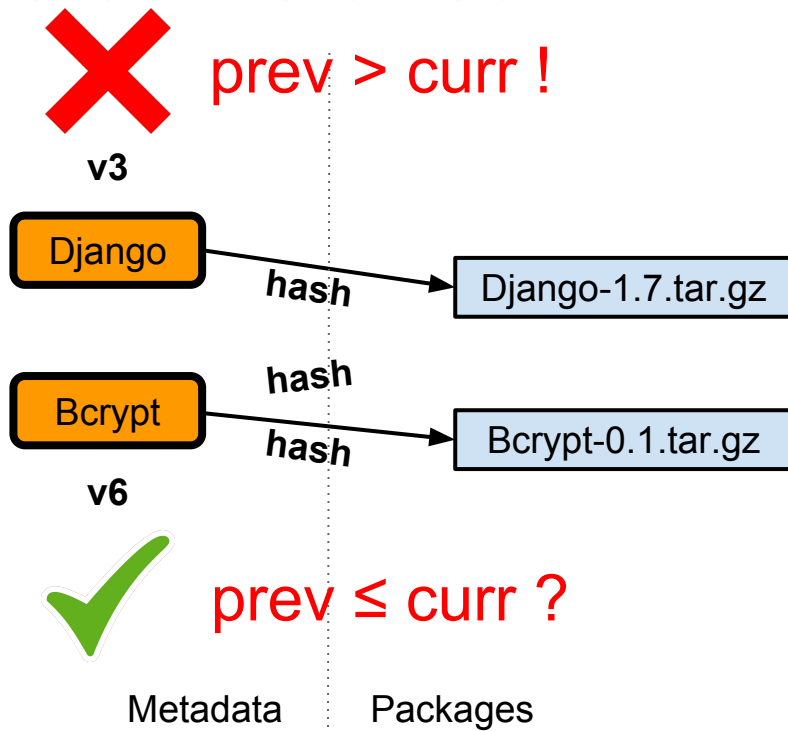 prev > curr !
v3
Django
hash
Django-1.7.tar.gz
hash
Bcrypt
hash
Bcrypt-0.1.tar.gz
v6
prev ≤ curr ?
Metadata
Packages